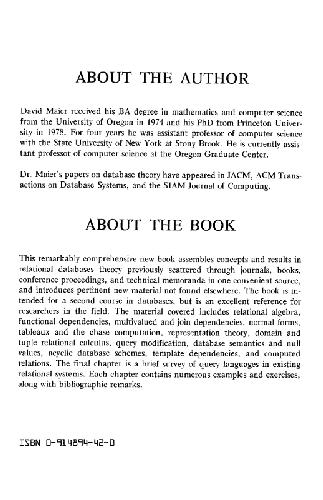 ABOUT THE AUTHOR
David Maier received his BA degree in mathematics and computer science
from the University of Oregon in 1974 and his PhD from Princeton Univer-
sity in 1978. For four years he was assistant professor of computer science
with the State University of New York at Stony Brook. He is currently assis-
tant professor of computer science at the Oregon Graduate Center.
Dr. Maier's papers on database theory have appeared in JACM, ACM Trans-
actions on Database Systems, and the SIAM Journal of Computing.
ABOUT THE BOOK
This remarkably comprehensive new book assembles concepts and results in
relational databases theory previously scattered through journals, books,
conference proceedings, and technical memoranda in one convenient source,
and introduces pertinent new material not found elsewhere. The book is in-
tended for a second course in databases, but is an excellent reference for
researchers in the field. The material covered includes relational algebra,
functional dependencies, multivalued and join dependencies, normal forms,
tableaux and the chase computation, representation theory, domain and
tuple relational calculus, query modification, database semantics and null
values, acyclic database schemes, template dependencies, and computed
relations. The final chapter is a brief survey of query languages in existing
relational systems. Each chapter contains numerous examples and exercises,
along with bibliographic remarks.
ISBN 0-914894-42-0